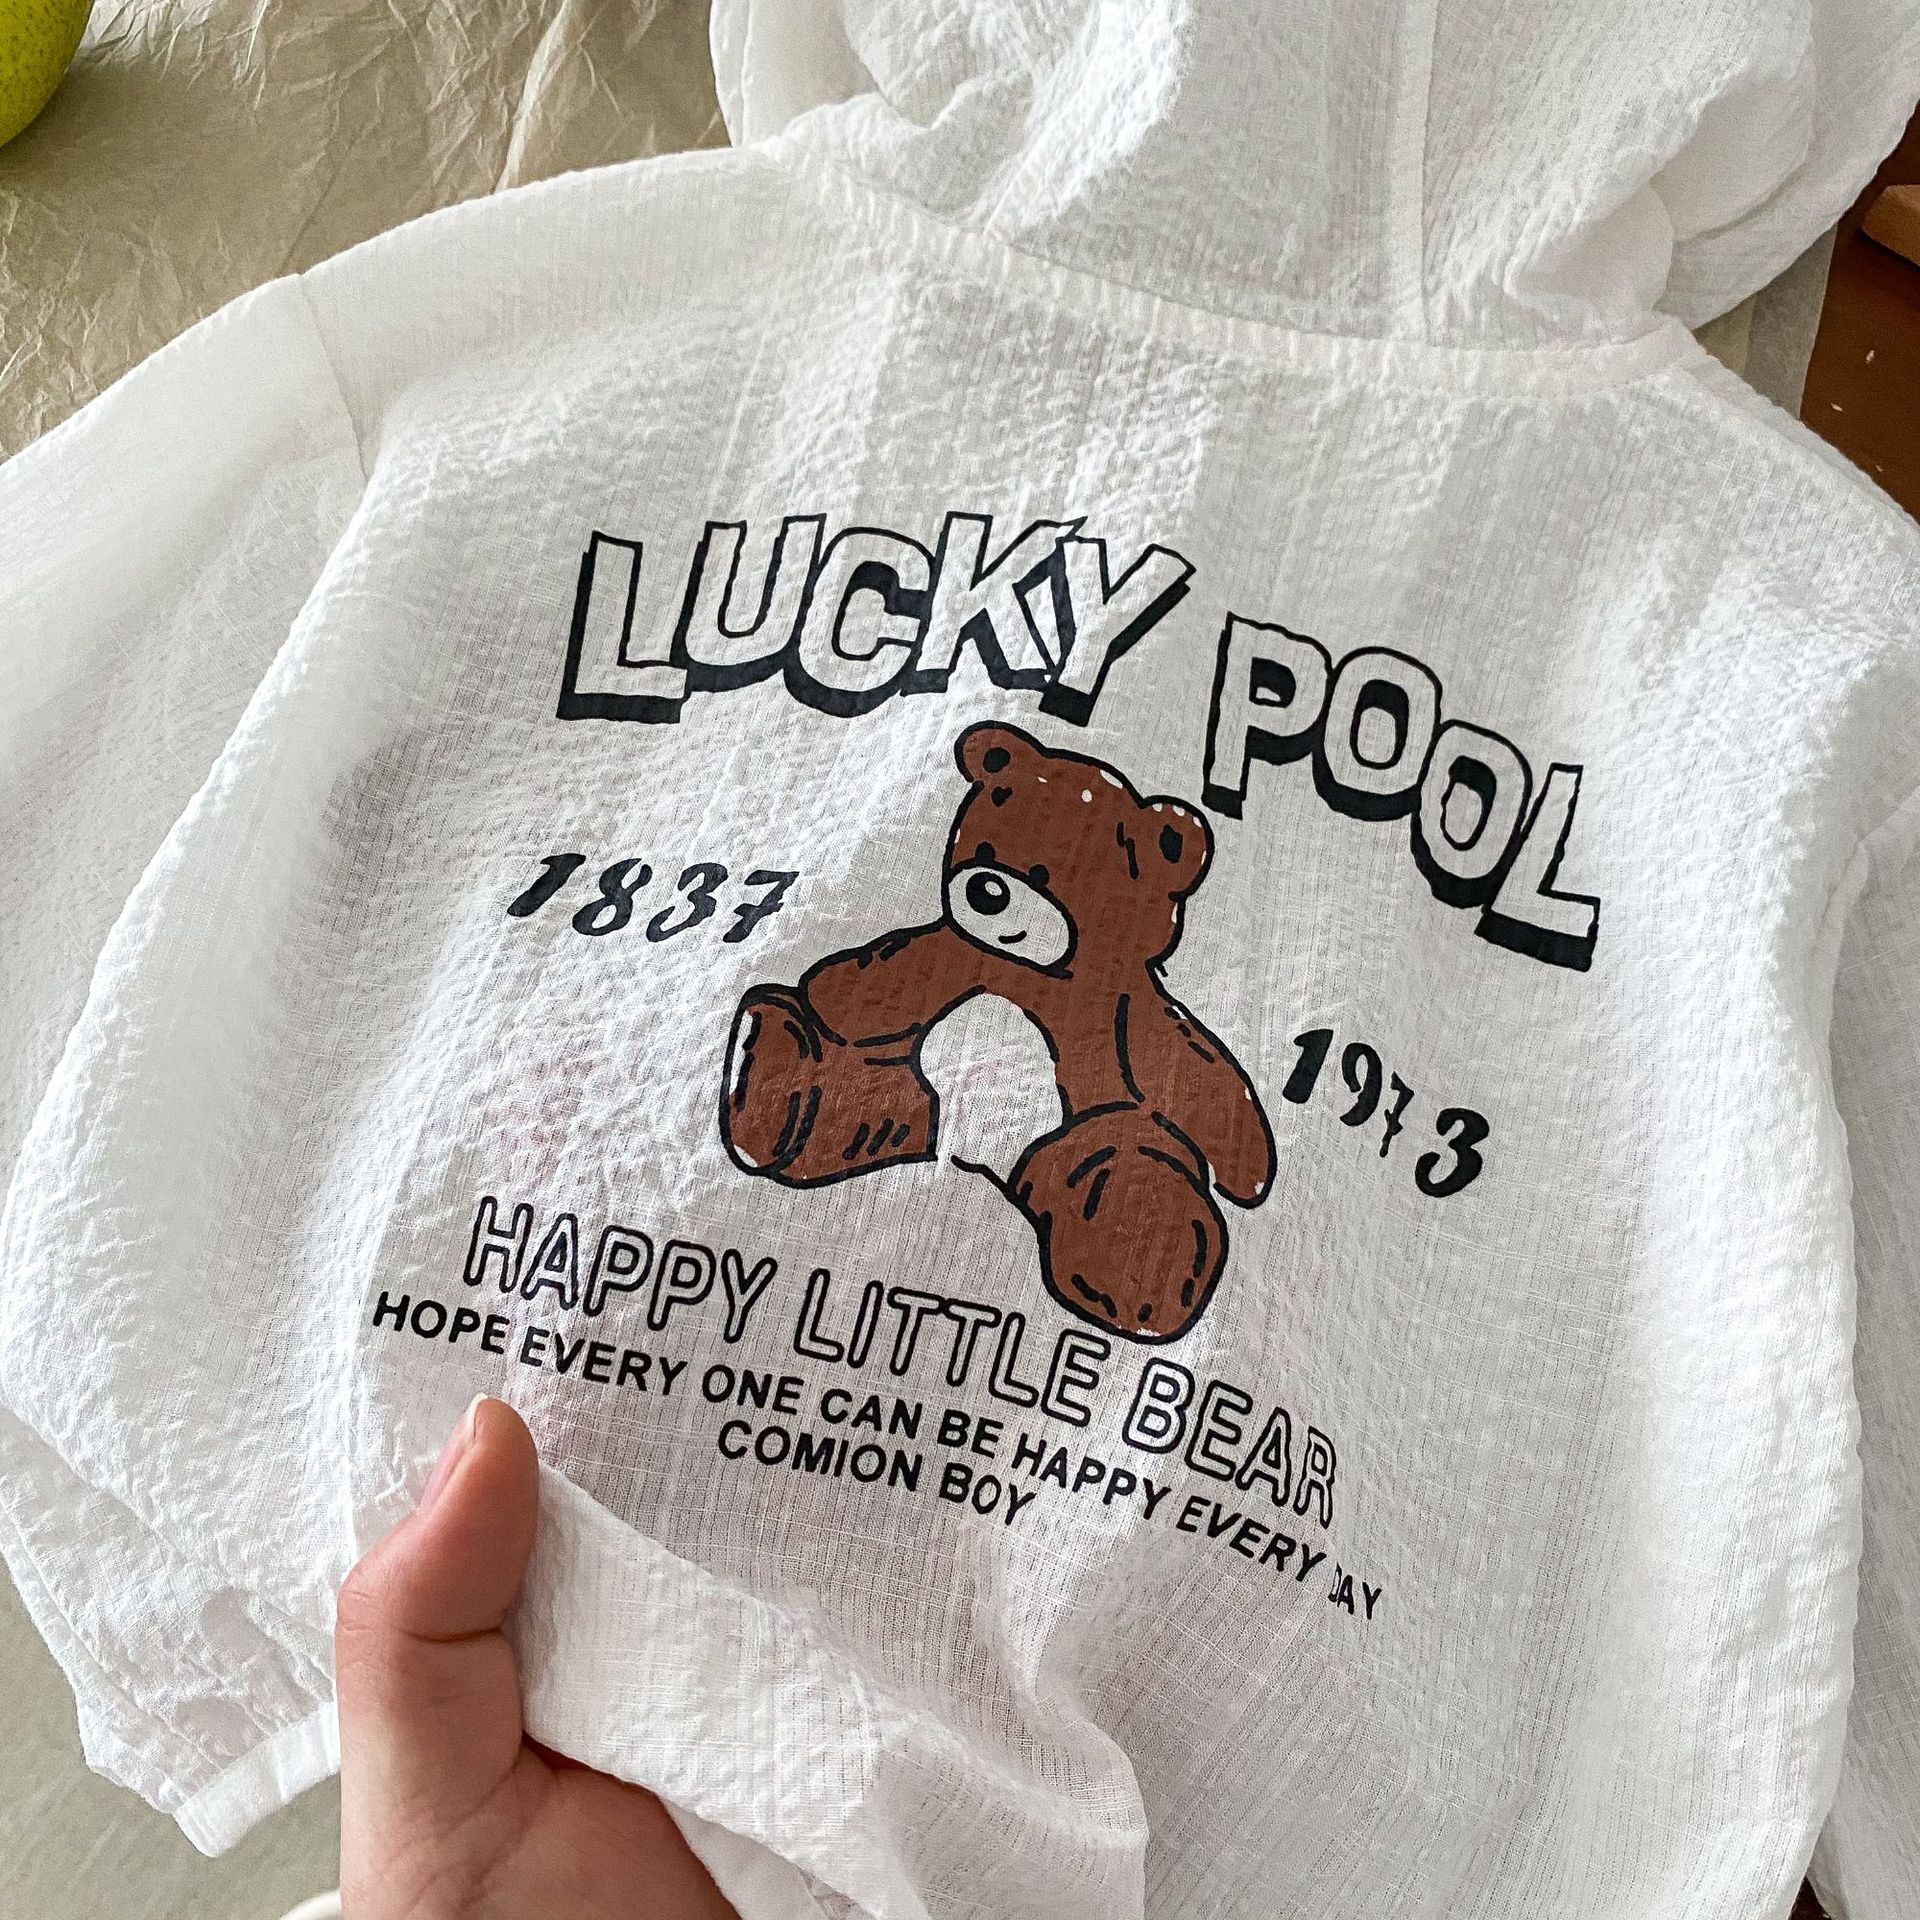 LUCKY POOL
1837
1973
HAPPY LITTLE BEAR
HOPE EVERY ONE CAN BE HAPPY EVERY DAY
COMION BOY